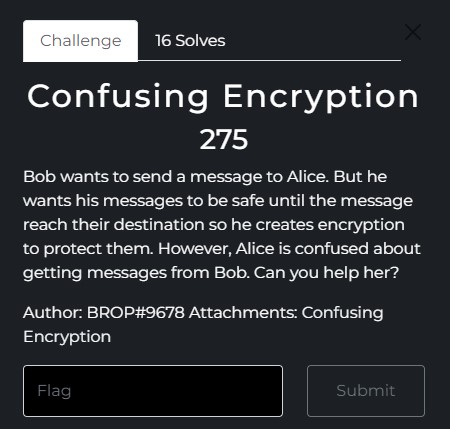 Challenge
16 Solves
Confusing Encryption
275
Bob wants to send a message to Alice. But he
wants his messages to be safe until the message
reach their destination so he creates encryption
to protect them. However, Alice is confused about
getting messages from Bob. Can you help her?
Author: BROP#9678 Attachments: Confusing
Encryption
Flag
Submit